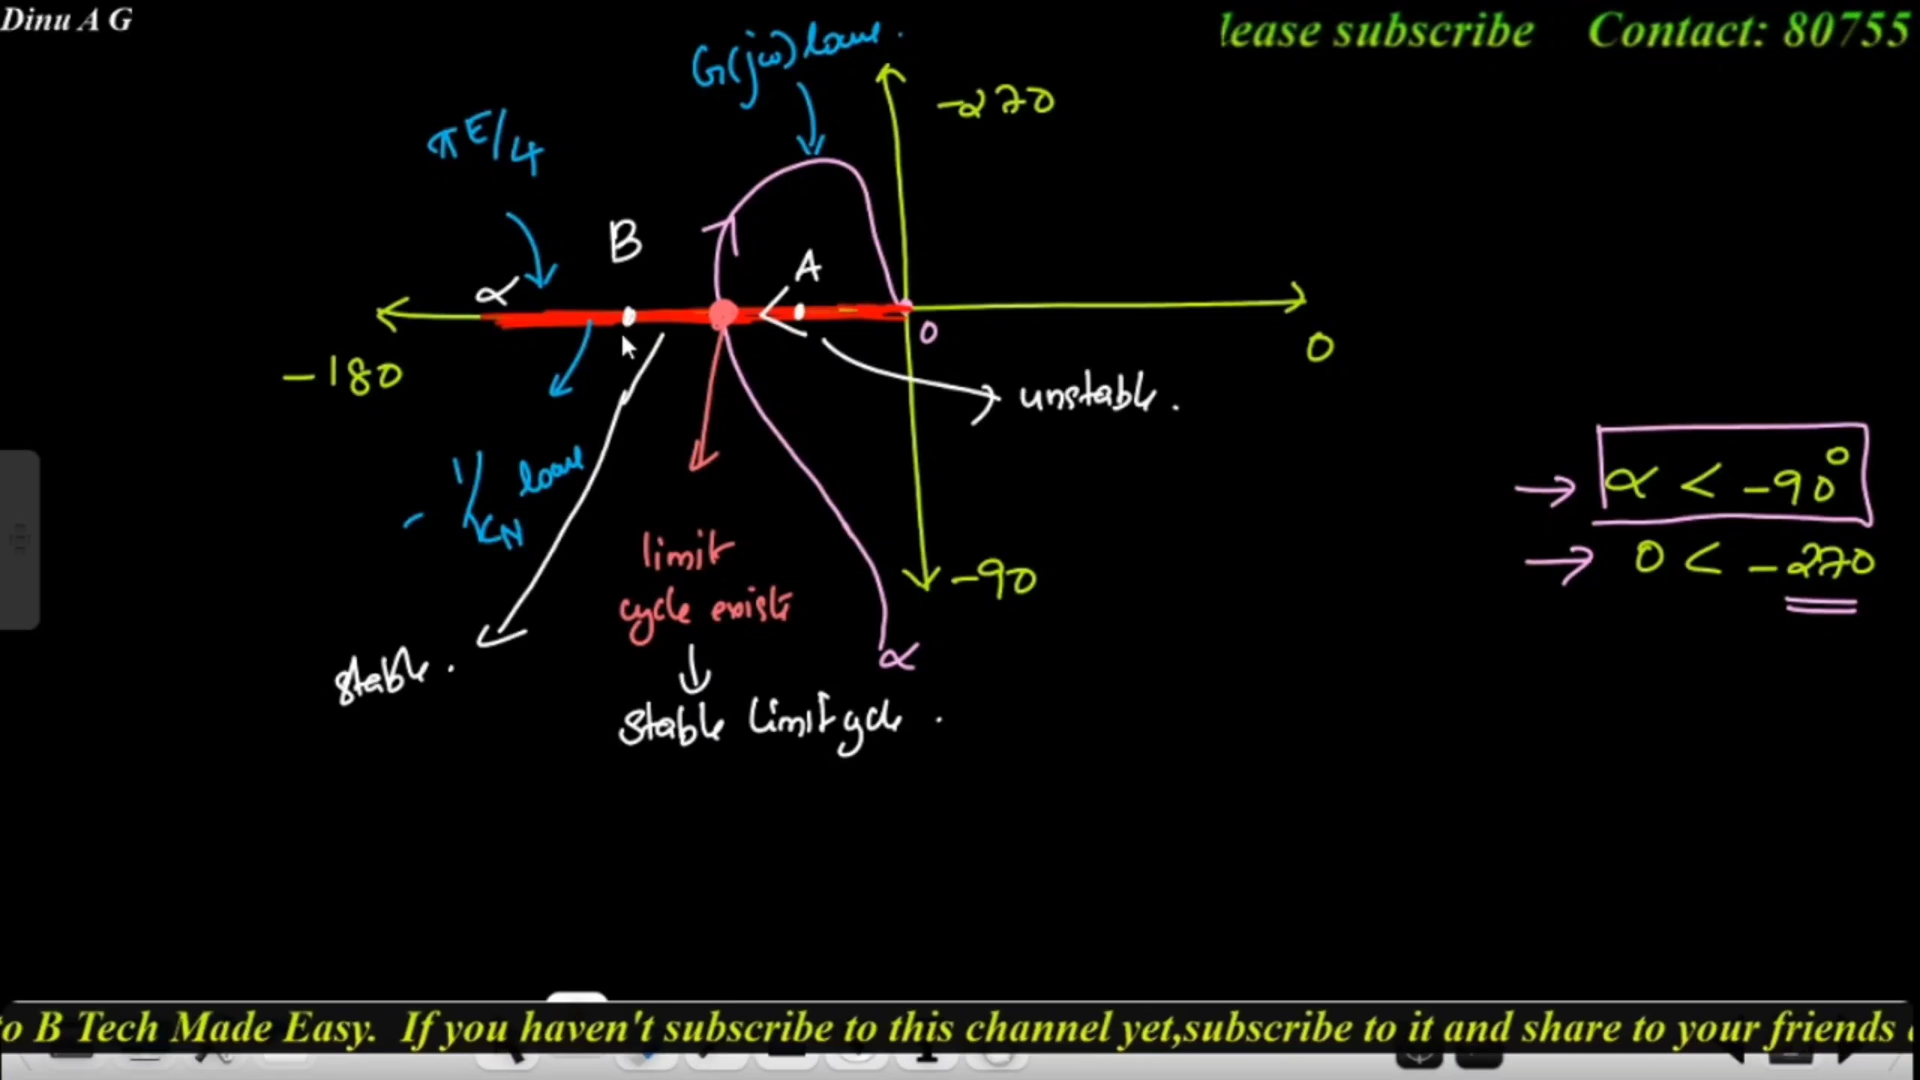 Dinu A G
lease subscribe Contact: 80755
G(jω) locus.
-270
πE/4
B
A
α
0
-180
0
unstable.
α < -90°
-1/KN locus
limit
cycle exists
-90
0 < -270
α
stable.
stable limit cycle.
o B Tech Made Easy. If you haven't subscribe to this channel yet,subscribe to it and share to your friends